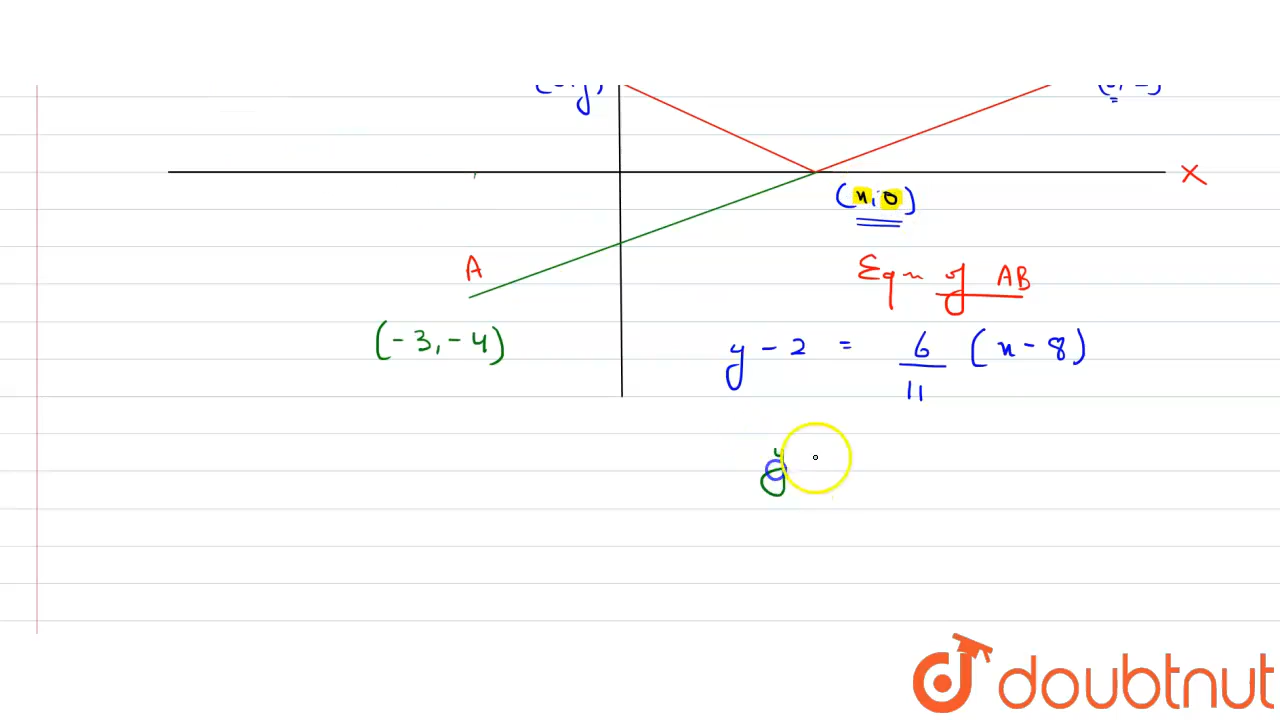 X
(x, 0)
A
Eqn of AB
(-3, -4)
y - 2 = 6/11 (x - 8)
y
doubtnut